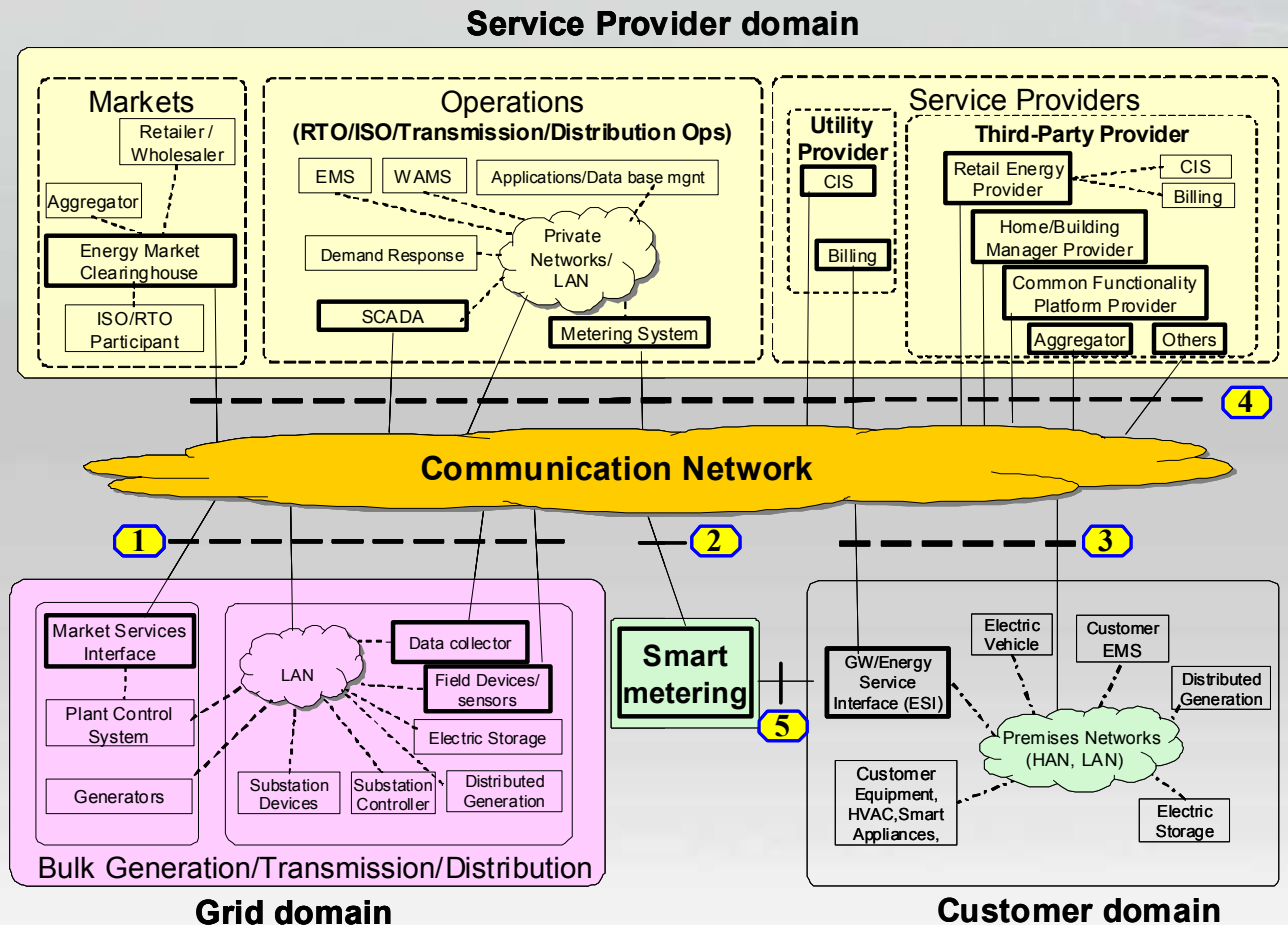 Service Provider domain
Markets
Retailer /
Wholesaler
Aggregator
Energy Market
Clearinghouse
ISO/RTO
Participant
Operations
(RTO/ISO/Transmission/Distribution Ops)
EMS
WAMS
Applications/Data base mgnt
Private
Networks/
LAN
Demand Response
SCADA
Metering System
Service Providers
Utility
Provider
CIS
Billing
Third-Party Provider
Retail Energy
Provider
CIS
Billing
Home/Building
Manager Provider
Common Functionality
Platform Provider
Aggregator
Others
4
Communication Network
1
2
3
Market Services
Interface
Plant Control
System
Generators
LAN
Data collector
Field Devices/
sensors
Electric Storage
Substation
Devices
Substation
Controller
Distributed
Generation
Bulk Generation/Transmission/Distribution
Grid domain
Smart
metering
5
GW/Energy
Service
Interface (ESI)
Electric
Vehicle
Customer
EMS
Distributed
Generation
Premises Networks
(HAN, LAN)
Customer
Equipment,
HVAC,Smart
Appliances,
Electric
Storage
Customer domain